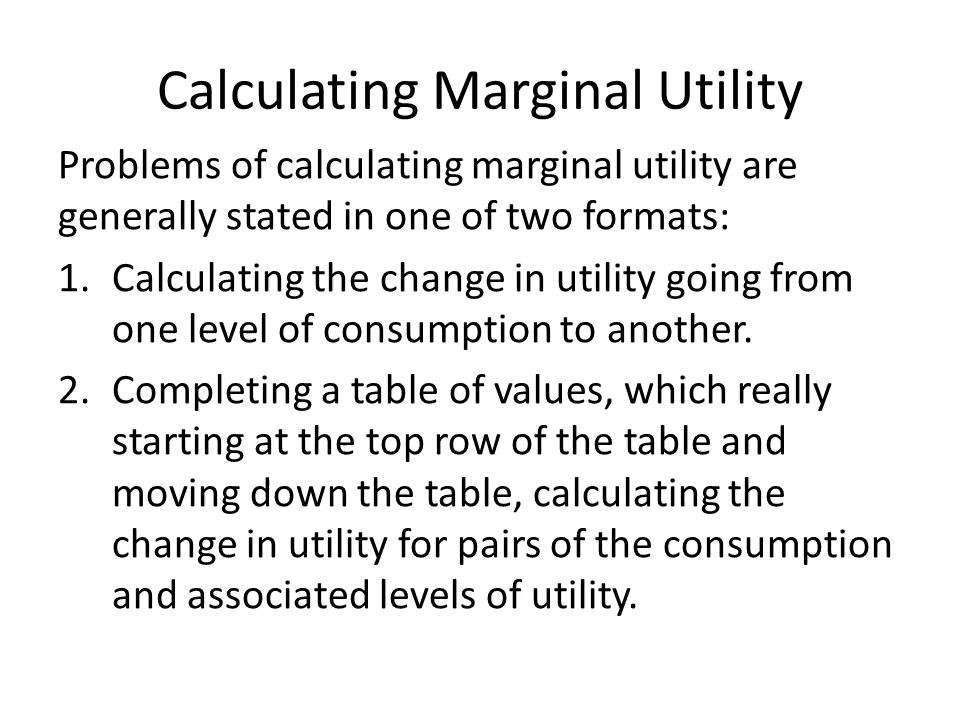 Calculating Marginal Utility
Problems of calculating marginal utility are
generally stated in one of two formats:
1. Calculating the change in utility going from
one level of consumption to another.
2. Completing a table of values, which really
starting at the top row of the table and
moving down the table, calculating the
change in utility for pairs of the consumption
and associated levels of utility.